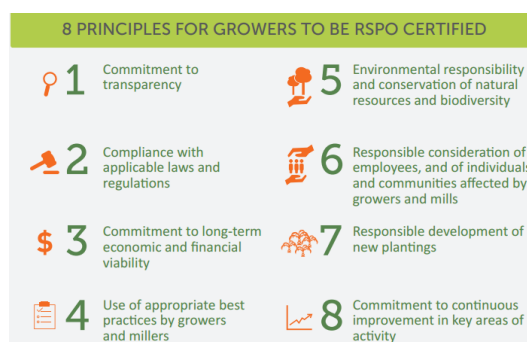 8 PRINCIPLES FOR GROWERS TO BE RSPO CERTIFIED
1 Commitment to
transparency
2 Compliance with
applicable laws and
regulations
$ 3 Commitment to long-term
economic and financial
viability
4 Use of appropriate best
practices by growers
and millers
5 Environmental responsibility
and conservation of natural
resources and biodiversity
6 Responsible consideration of
employees, and of individuals
and communities affected by
growers and mills
7 Responsible development of
new plantings
8 Commitment to continuous
improvement in key areas of
activity